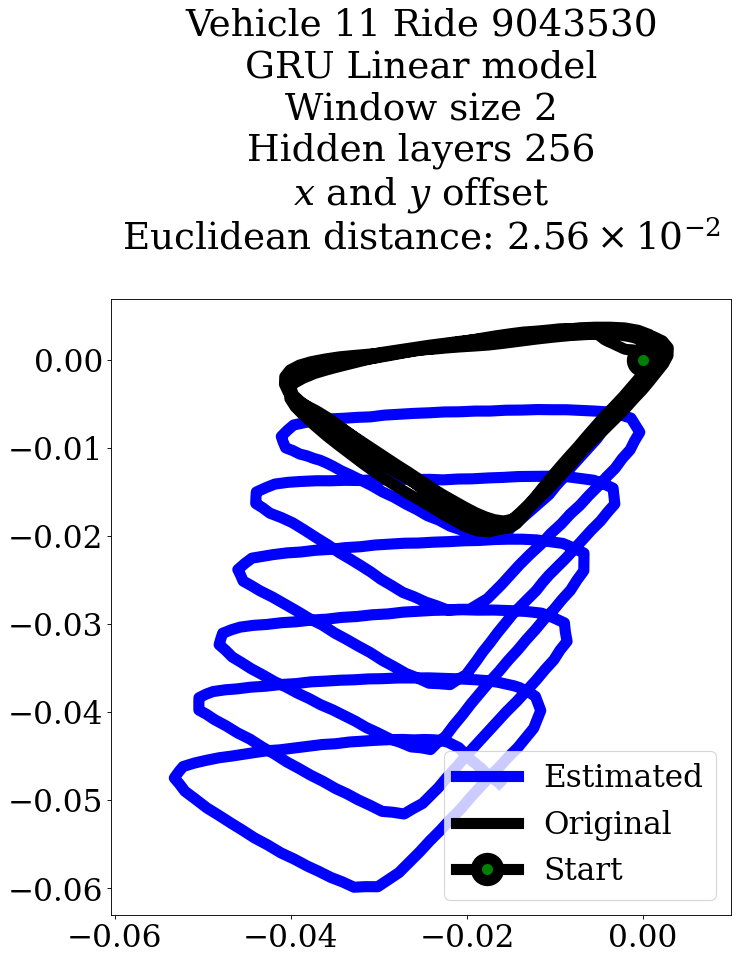 Vehicle 11 Ride 9043530
GRU Linear model
Window size 2
Hidden layers 256
x and y offset
Euclidean distance: 2.56 × 10⁻²
0.00
−0.01
−0.02
−0.03
−0.04
−0.05
−0.06
Estimated
Original
Start
−0.06 −0.04 −0.02 0.00